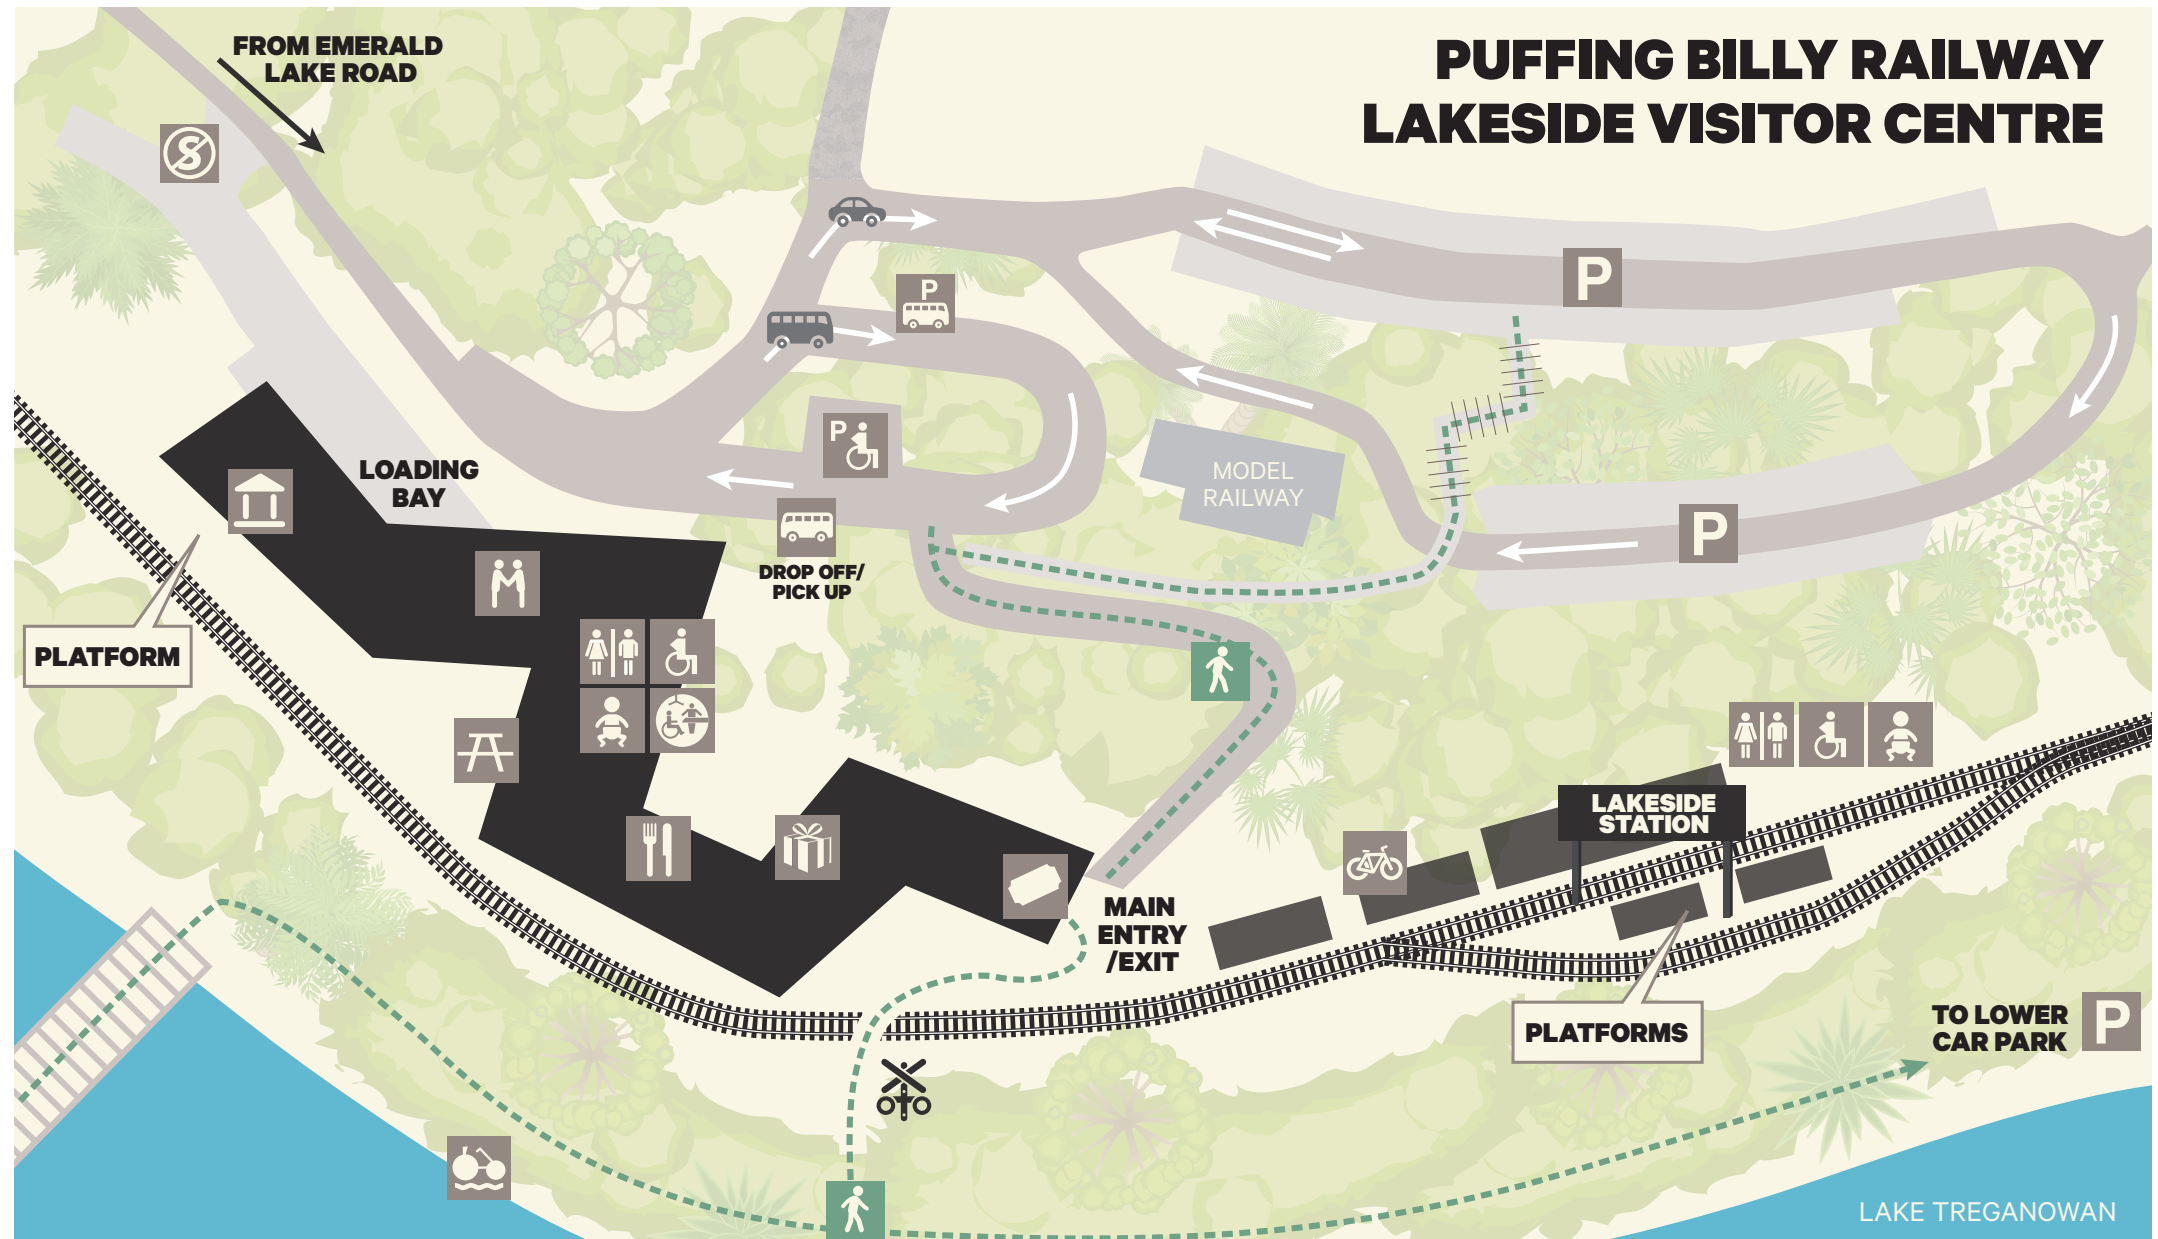 FROM EMERALD
LAKE ROAD
PUFFING BILLY RAILWAY
LAKESIDE VISITOR CENTRE
S
P
P
P
LOADING
BAY
MODEL
RAILWAY
P
DROP OFF/
PICK UP
PLATFORM
LAKESIDE
STATION
MAIN
ENTRY
/EXIT
PLATFORMS
TO LOWER
CAR PARK
P
LAKE TREGANOWAN